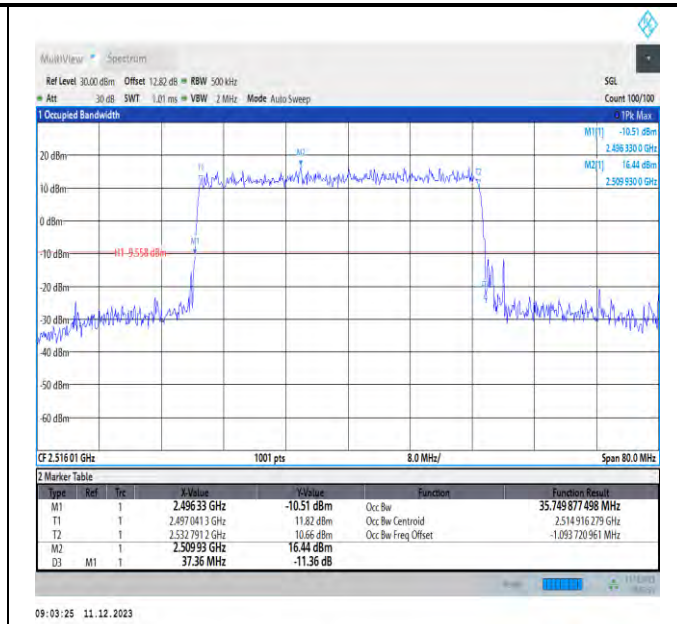 MultiView Spectrum
Ref Level 30.00 dBm Offset 12.82 dB RBW 500 kHz SGL
Att 30 dB SWT 1.01 ms VBW 2 MHz Mode Auto Sweep Count 100/100
1 Occupied Bandwidth 1Pk Max
M1[1] -10.51 dBm
2.496 330 0 GHz
M2[1] 16.44 dBm
2.509 930 0 GHz
20 dBm
M2
T1
T2
10 dBm
0 dBm
M1
-10 dBm H1 -9.558 dBm
-20 dBm
-30 dBm
-40 dBm
-50 dBm
-60 dBm
CF 2.516 01 GHz 1001 pts 8.0 MHz/ Span 80.0 MHz
2 Marker Table
Type Ref Trc X-Value Y-Value Function Function Result
M1 1 2.496 33 GHz -10.51 dBm Occ Bw 35.749 877 498 MHz
T1 1 2.497 041 3 GHz 11.82 dBm Occ Bw Centroid 2.514 916 279 GHz
T2 1 2.532 791 2 GHz 10.66 dBm Occ Bw Freq Offset -1.093 720 961 MHz
M2 1 2.509 93 GHz 16.44 dBm
D3 M1 1 37.36 MHz -11.36 dB
09:03:25 11.12.2023